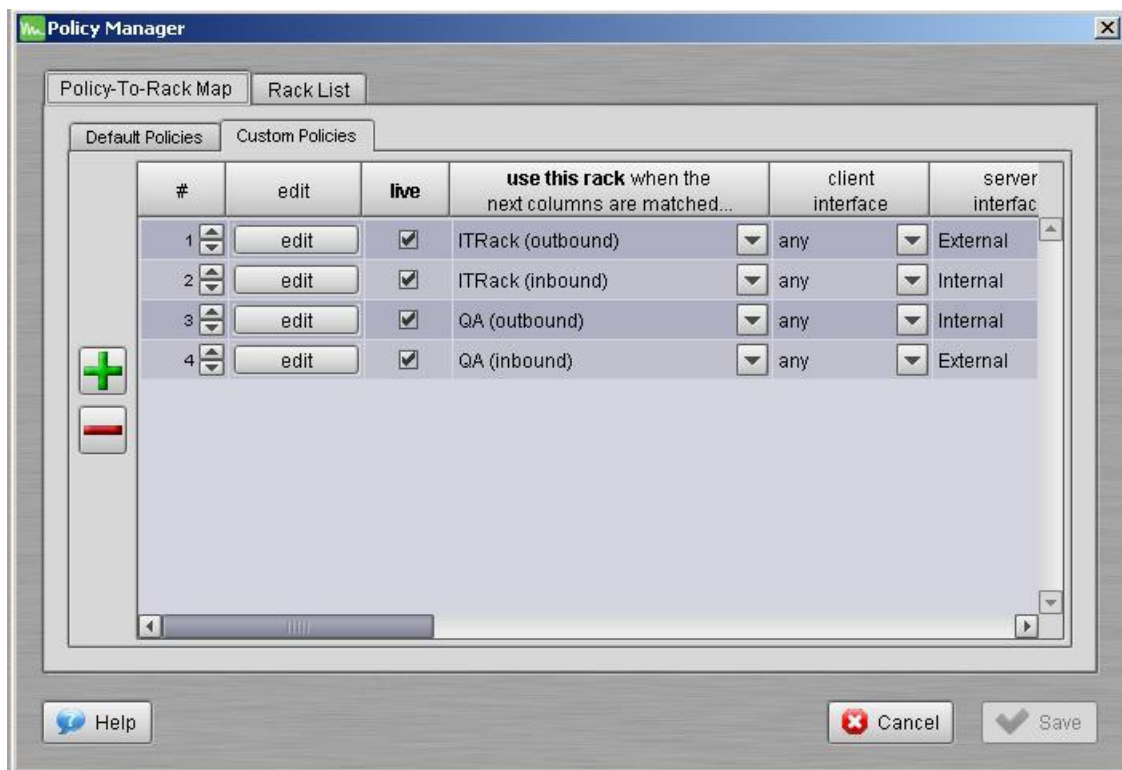 Policy Manager
Policy-To-Rack Map Rack List
Default Policies Custom Policies
# edit live use this rack when the next columns are matched... client interface server interfac
1 edit ITRack (outbound) any External
2 edit ITRack (inbound) any Internal
3 edit QA (outbound) any Internal
4 edit QA (inbound) any External
Help Cancel Save